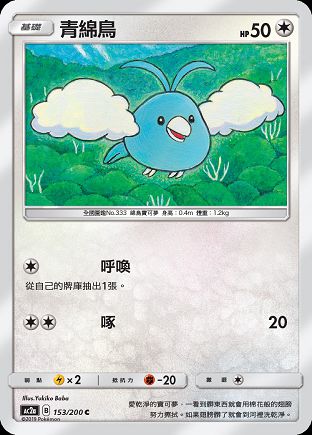 基礎 青綿鳥 HP 50
全國圖鑑No.333 綿鳥寶可夢 身高：0.4m 體重：1.2kg
呼喚
從自己的牌庫抽出1張。
啄 20
弱點 ×2 抵抗力 -20 撤退
Illus.Yukiko Baba
AC2a B 153/200 C
©2019 Pokémon
愛乾淨的寶可夢。一看到髒東西就會用棉花般的翅膀
努力擦拭。如果翅膀髒了就會到河裡洗乾淨。